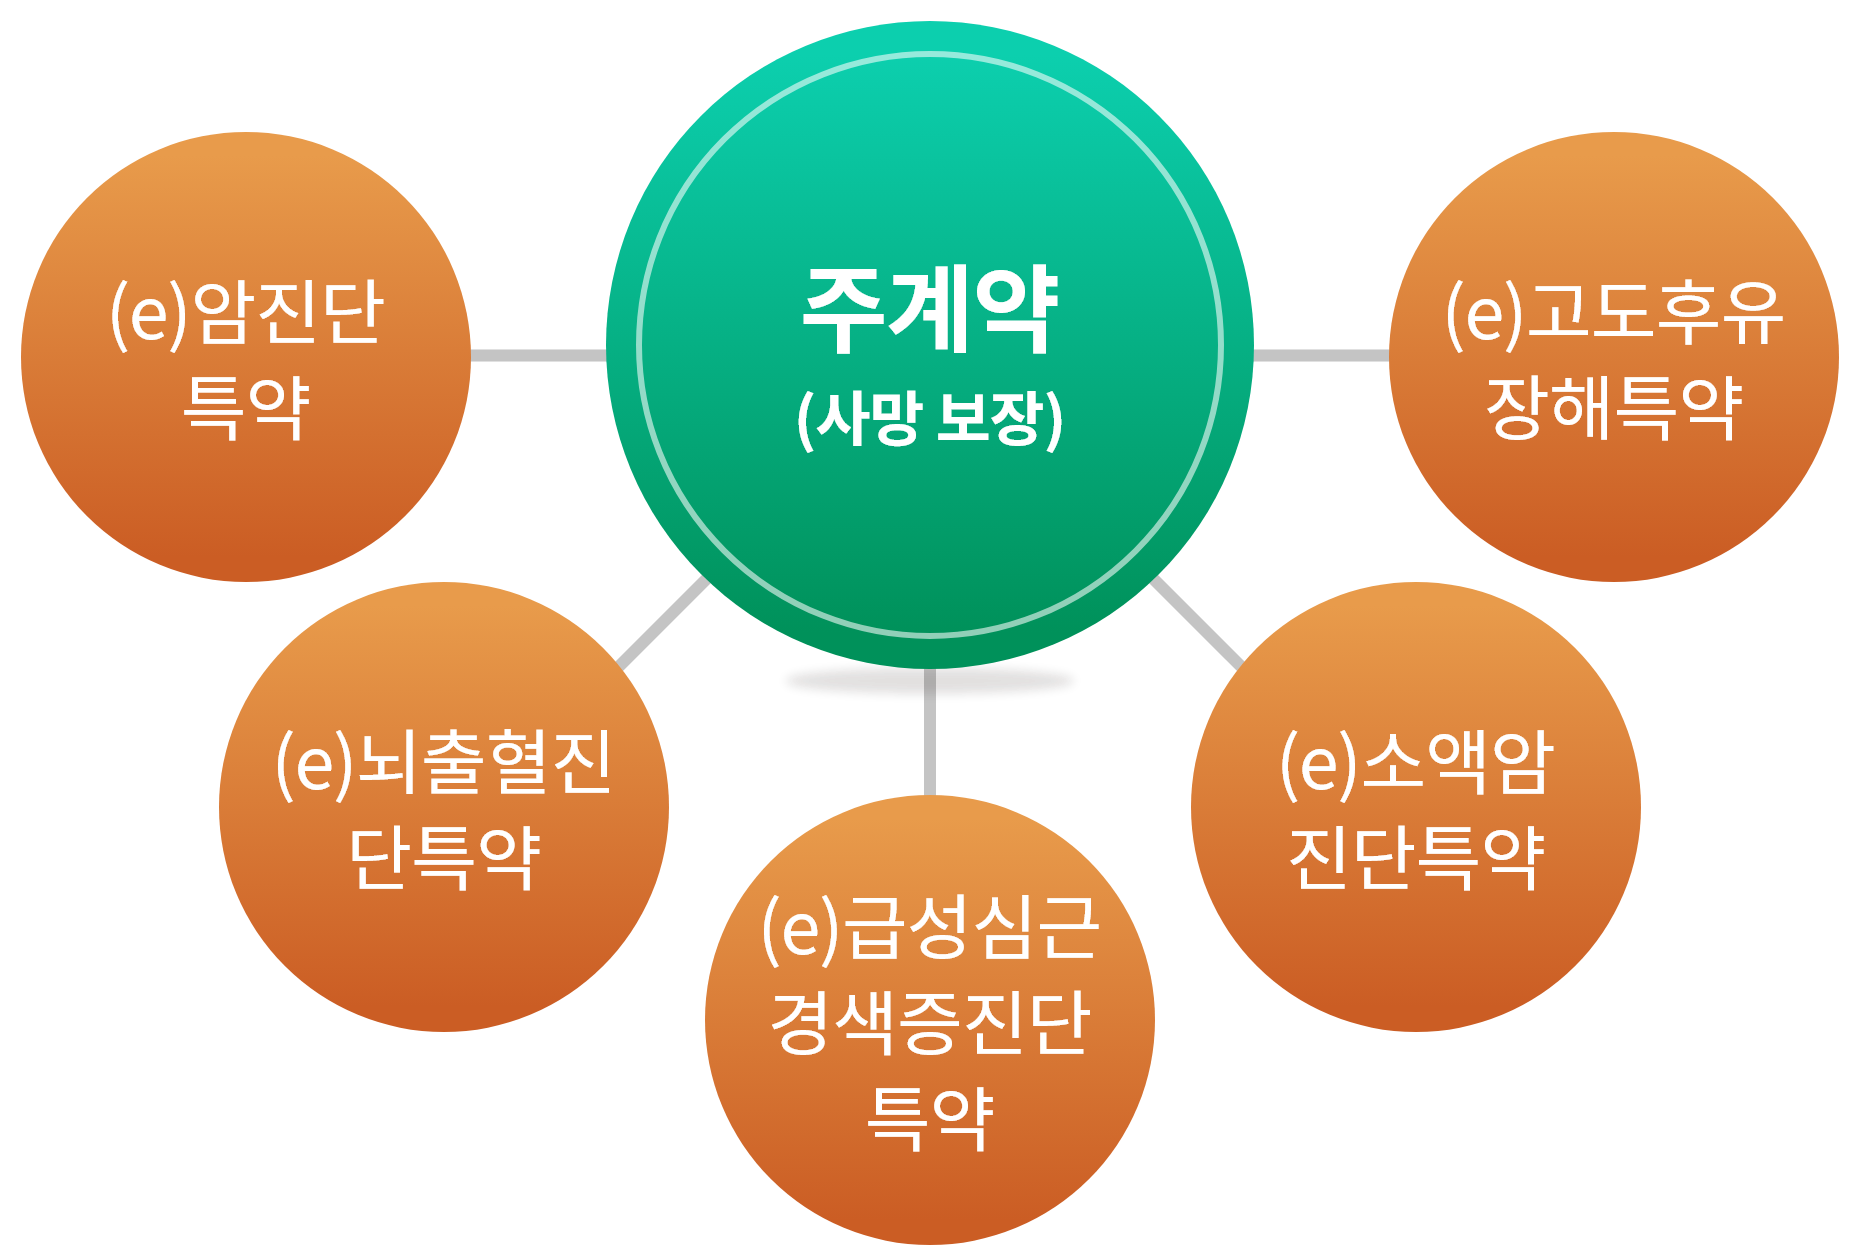 주계약
(사망 보장)
(e)암진단
특약
(e)뇌출혈진
단특약
(e)급성심근
경색증진단
특약
(e)소액암
진단특약
(e)고도후유
장해특약